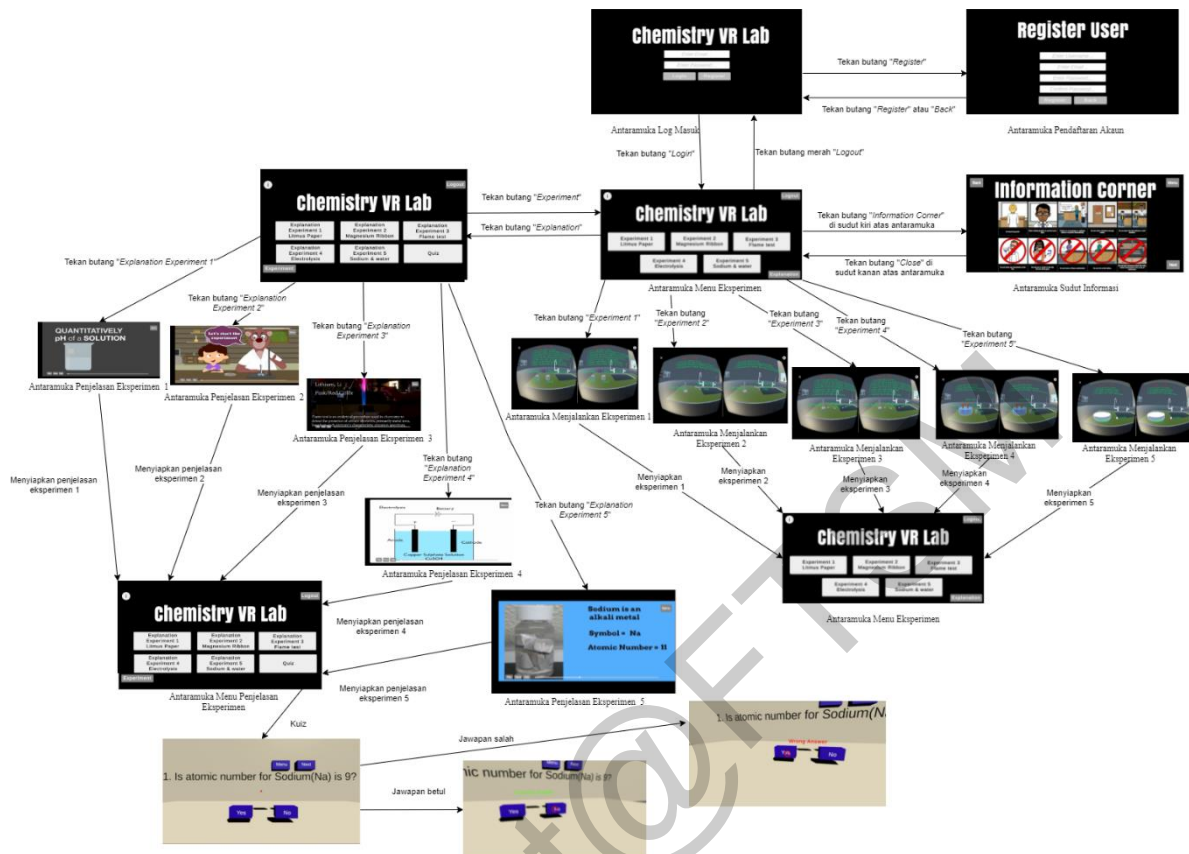 Chemistry VR Lab
Login
Register
Antaramuka Log Masuk
Tekan butang "Register"
Tekan butang "Register" atau "Back"
Register User
Register
Back
Antaramuka Pendaftaran Akaun
Tekan butang "Login"
Tekan butang merah "Logout"
Logout
Chemistry VR Lab
Explanation
Experiment 1
Litmus Paper
Explanation
Experiment 2
Magnesium Ribbon
Explanation
Experiment 3
Flame test
Explanation
Experiment 4
Electrolysis
Explanation
Experiment 5
Sodium & water
Quiz
Experiment
Tekan butang "Experiment"
Tekan butang "Explanation"
Logout
Chemistry VR Lab
Experiment 1
Litmus Paper
Experiment 2
Magnesium Ribbon
Experiment 3
Flame test
Experiment 4
Electrolysis
Experiment 5
Sodium & water
Explanation
Antaramuka Menu Eksperimen
Tekan butang "Information Corner"
di sudut kiri atas antaramuka
Tekan butang "Close" di
sudut kanan atas antaramuka
Information Corner
Antaramuka Sudut Informasi
Tekan butang "Explanation Experiment 1"
Tekan butang "Explanation
Experiment 2"
Tekan butang "Explanation
Experiment 3"
Tekan butang
"Explanation
Experiment 4"
Tekan butang "Explanation
Experiment 5"
Tekan butang "Experiment 1"
Tekan butang
"Experiment 2"
Tekan butang
"Experiment 3"
Tekan butang
"Experiment 4"
Tekan butang
"Experiment 5"
QUANTITATIVELY
pH of a SOLUTION
Antaramuka Penjelasan Eksperimen 1
Let's start the
experiment!
Antaramuka Penjelasan Eksperimen 2
Antaramuka Penjelasan Eksperimen 3
Antaramuka Menjalankan Eksperimen 1
Antaramuka Menjalankan
Eksperimen 2
Antaramuka Menjalankan
Eksperimen 3
Antaramuka Menjalankan
Eksperimen 4
Antaramuka Menjalankan
Eksperimen 5
Menyiapkan penjelasan
eksperimen 1
Menyiapkan penjelasan
eksperimen 2
Menyiapkan penjelasan
eksperimen 3
Menyiapkan
eksperimen 1
Menyiapkan
eksperimen 2
Menyiapkan
eksperimen 3
Menyiapkan
eksperimen 4
Menyiapkan
eksperimen 5
Electrolysis
Battery
Anode
Cathode
Copper Sulphate Solution
Antaramuka Penjelasan Eksperimen 4
Menyiapkan penjelasan
eksperimen 4
Menyiapkan penjelasan
eksperimen 5
Logout
Chemistry VR Lab
Explanation
Experiment 1
Litmus Paper
Explanation
Experiment 2
Magnesium Ribbon
Explanation
Experiment 3
Flame test
Explanation
Experiment 4
Electrolysis
Explanation
Experiment 5
Sodium & water
Quiz
Experiment
Antaramuka Menu Penjelasan
Eksperimen
Sodium is an
alkali metal
Symbol = Na
Atomic Number = 11
Antaramuka Penjelasan Eksperimen 5
Logout
Chemistry VR Lab
Experiment 1
Litmus Paper
Experiment 2
Magnesium Ribbon
Experiment 3
Flame test
Experiment 4
Electrolysis
Experiment 5
Sodium & water
Explanation
Antaramuka Menu Eksperimen
Kuiz
Menu
Next
1. Is atomic number for Sodium(Na) is 9?
Yes
No
Jawapan salah
Jawapan betul
mic number for Sodium(Na) is 9?
Yes
No
1. Is atomic number for Sodium(N
Wrong Answer
Yes
No
t@FTSM